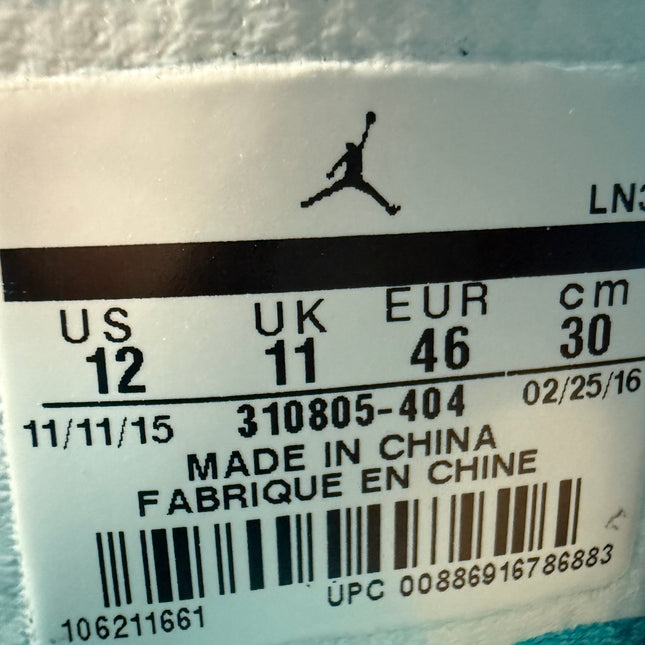 LN3
US UK EUR cm
12 11 46 30
11/11/15 310805-404 02/25/16
MADE IN CHINA
FABRIQUE EN CHINE
UPC 00886916786883
106211661